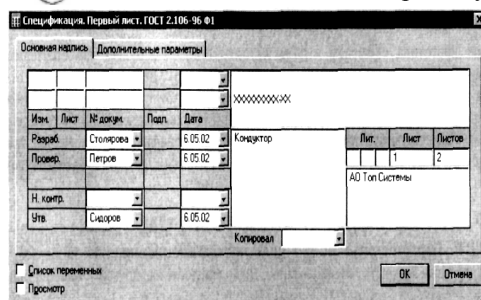 Спецификация. Первый лист. ГОСТ 2.106-96 Ф1
Основная надпись Дополнительные параметры
XXXXXXXXX-XX
Изм. Лист № докум. Подп. Дата
Разраб. Столярова 6.05.02 Кондуктор Лит. Лист Листов
Провер. Петров 6.05.02 1 2
АО Топ Системы
Н. контр.
Утв. Сидоров 6.05.02
Копировал
Список переменных
Просмотр
OK Отмена